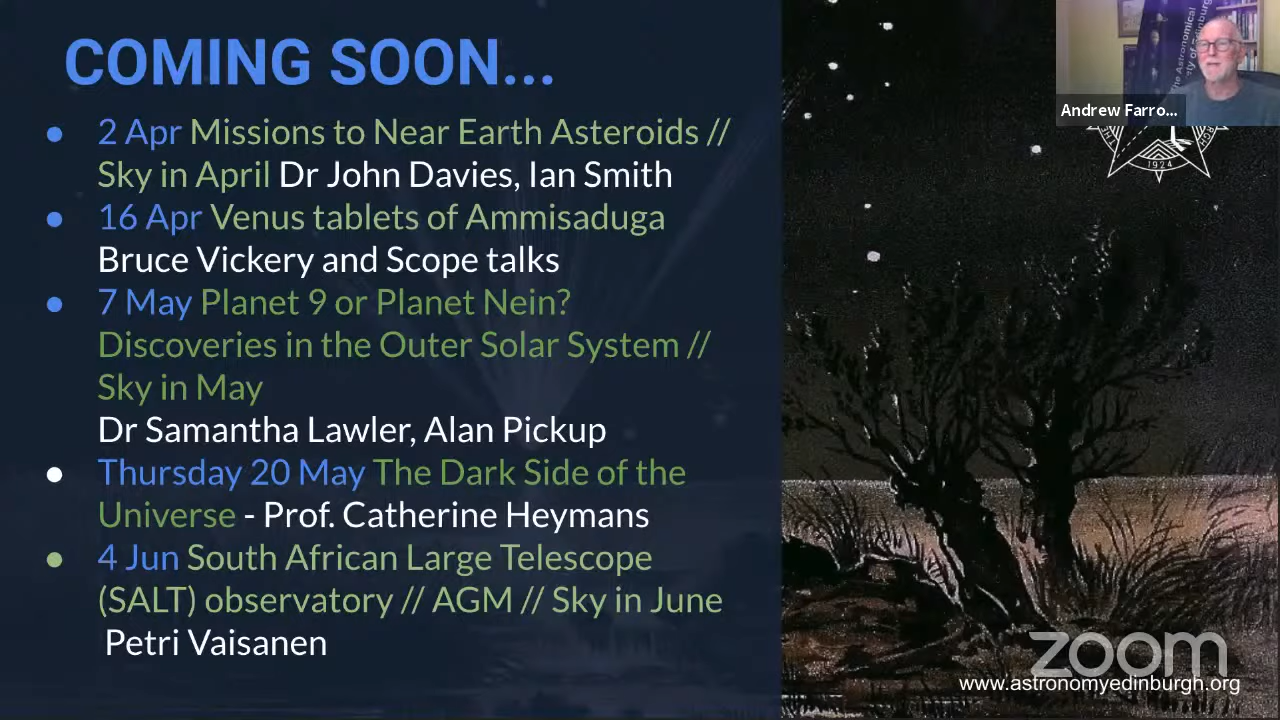 COMING SOON...
2 Apr Missions to Near Earth Asteroids //
Sky in April Dr John Davies, Ian Smith
16 Apr Venus tablets of Ammisaduga
Bruce Vickery and Scope talks
7 May Planet 9 or Planet Nein?
Discoveries in the Outer Solar System //
Sky in May
Dr Samantha Lawler, Alan Pickup
Thursday 20 May The Dark Side of the
Universe - Prof. Catherine Heymans
4 Jun South African Large Telescope
(SALT) observatory // AGM // Sky in June
Petri Vaisanen
The Astronomical
Andrew Farro...
1924
zoom
www.astronomyedinburgh.org